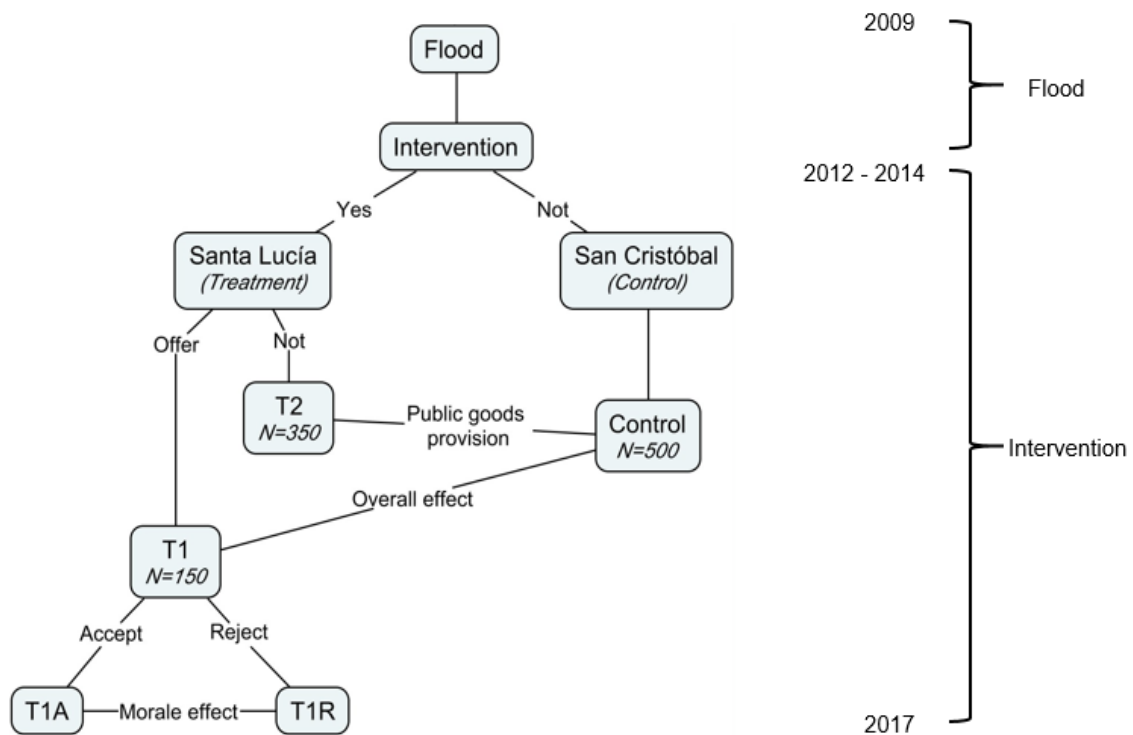 Flood
2009
Flood
Intervention
2012 - 2014
Yes
Not
Santa Lucía
(Treatment)
San Cristóbal
(Control)
Offer
Not
T2
N=350
Public goods
provision
Control
N=500
Intervention
Overall effect
T1
N=150
Accept
Reject
T1A
Morale effect
T1R
2017